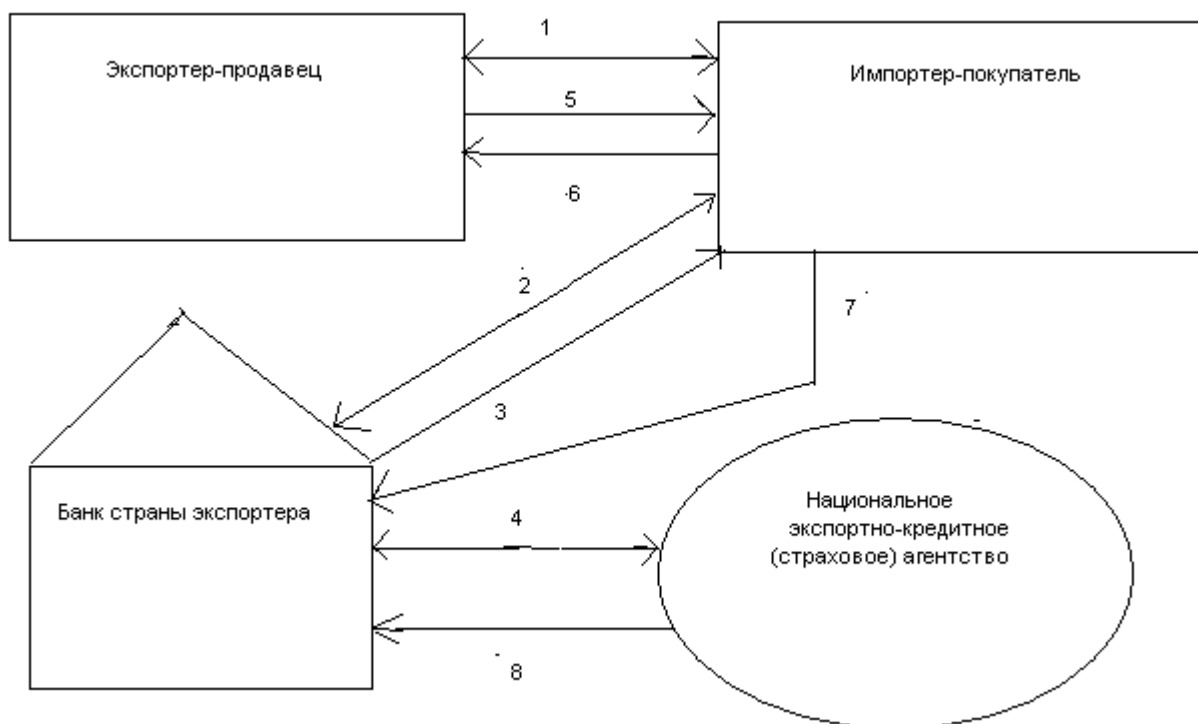 1
Экспортер-продавец
Импортер-покупатель
5
6
2
7
3
Банк страны экспортера
4
Национальное
экспортно-кредитное
(страховое) агентство
8